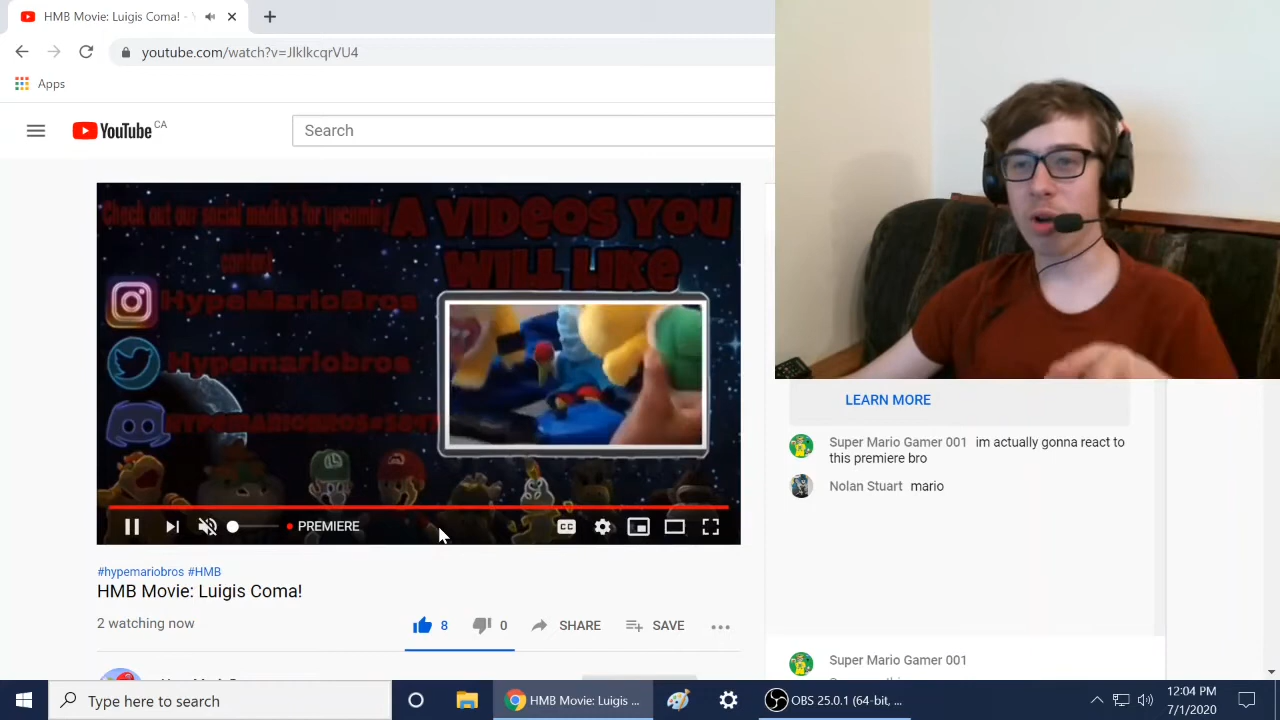 HMB Movie: Luigis Coma! -
youtube.com/watch?v=JlklkcqrVU4
Apps
YouTube CA
Search
Check out our social media's for upcoming
content
A VIDEOS YOU
WILL LIKE
HypeMarioBros
Hypemariobros
PREMIERE
CC
#hypemariobros #HMB
HMB Movie: Luigis Coma!
2 watching now
8
0
SHARE
SAVE
LEARN MORE
Super Mario Gamer 001 im actually gonna react to
this premiere bro
Nolan Stuart mario
Super Mario Gamer 001
Type here to search
HMB Movie: Luigis ...
OBS 25.0.1 (64-bit, ...
12:04 PM
7/1/2020